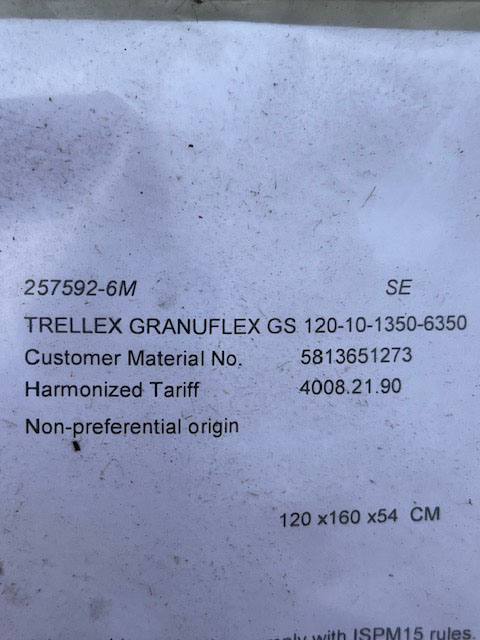 257592-6M SE
TRELLEX GRANUFLEX GS 120-10-1350-6350
Customer Material No. 5813651273
Harmonized Tariff 4008.21.90
Non-preferential origin
120 x160 x54 CM
with ISPM15 rules.